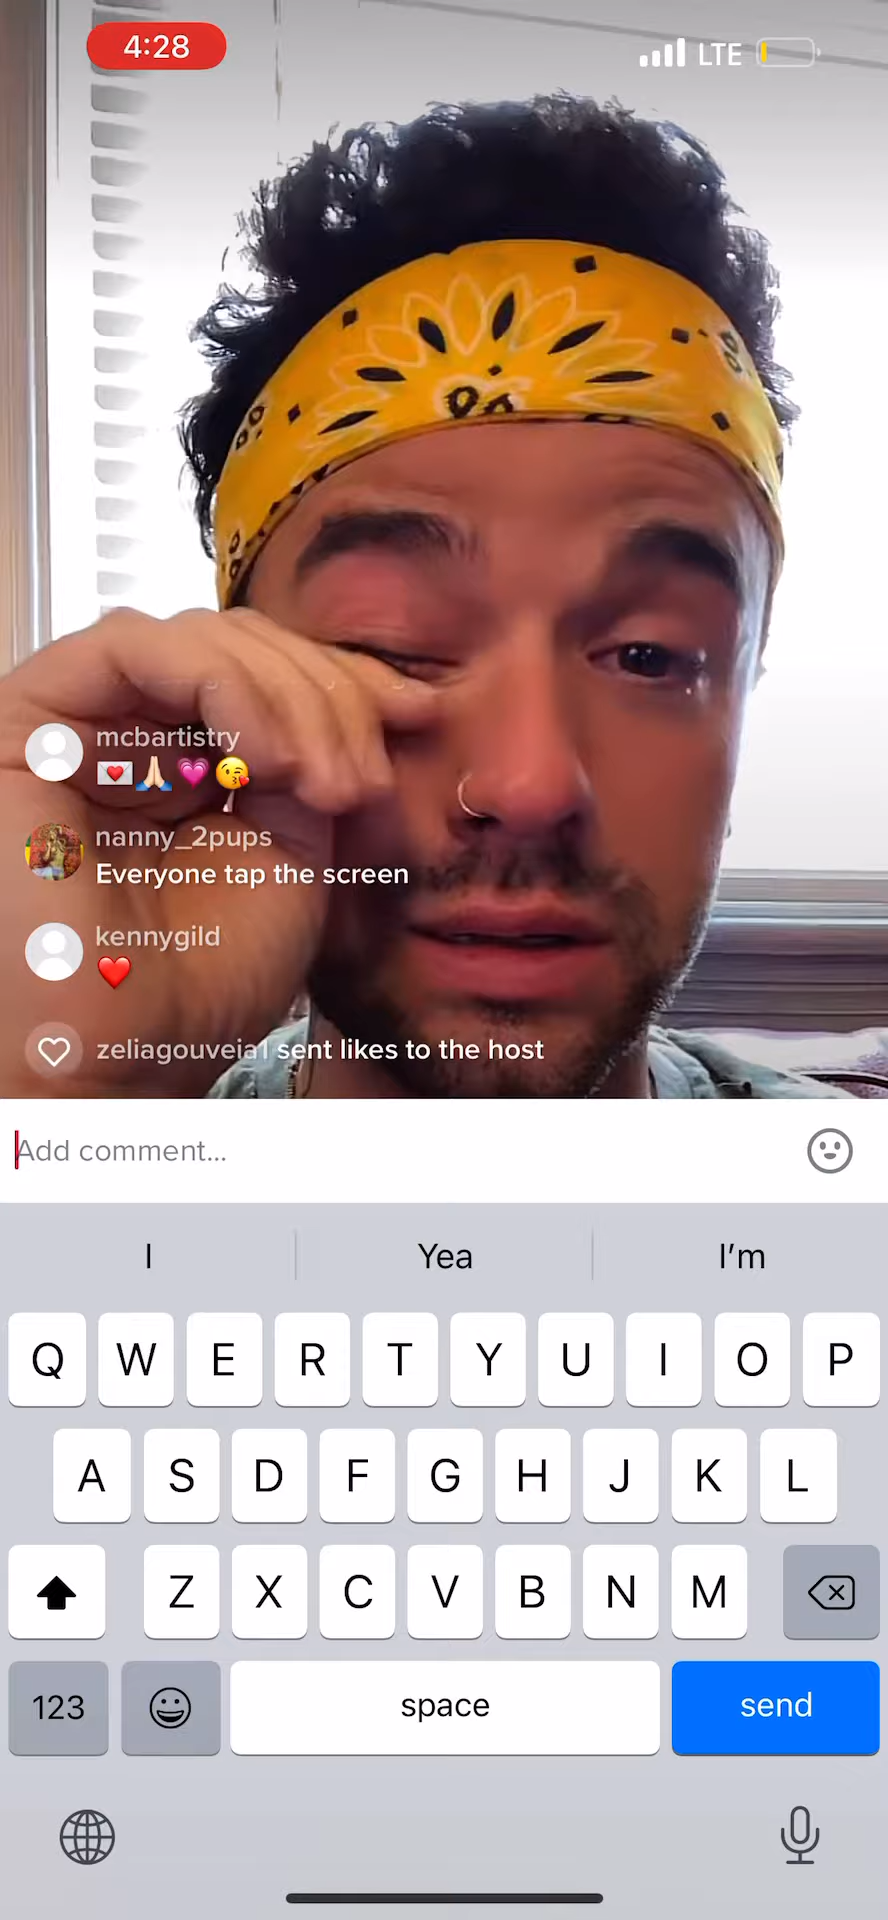 4:28
LTE
mcbartistry
💌🙏🏻💗😘
nanny_2pups
Everyone tap the screen
kennygild
❤️
zeliagouveia1 sent likes to the host
Add comment...
I Yea I'm
Q W E R T Y U I O P
A S D F G H J K L
Z X C V B N M
123 space send